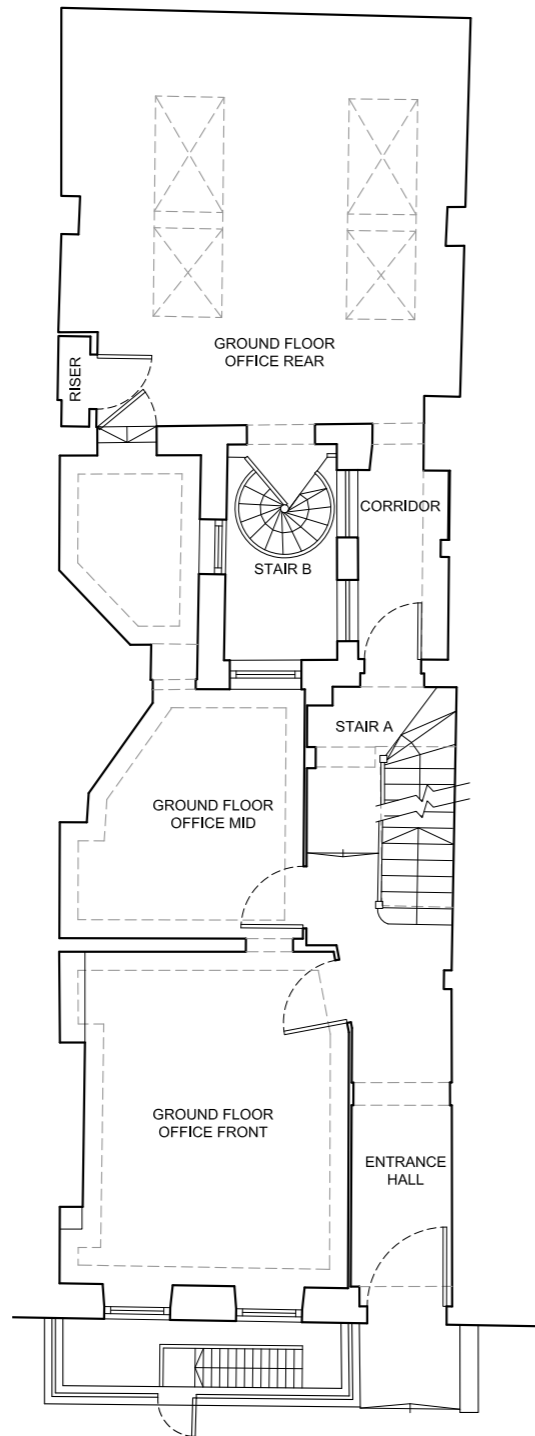 GROUND FLOOR
OFFICE REAR
RISER
CORRIDOR
STAIR B
STAIR A
GROUND FLOOR
OFFICE MID
GROUND FLOOR
OFFICE FRONT
ENTRANCE
HALL